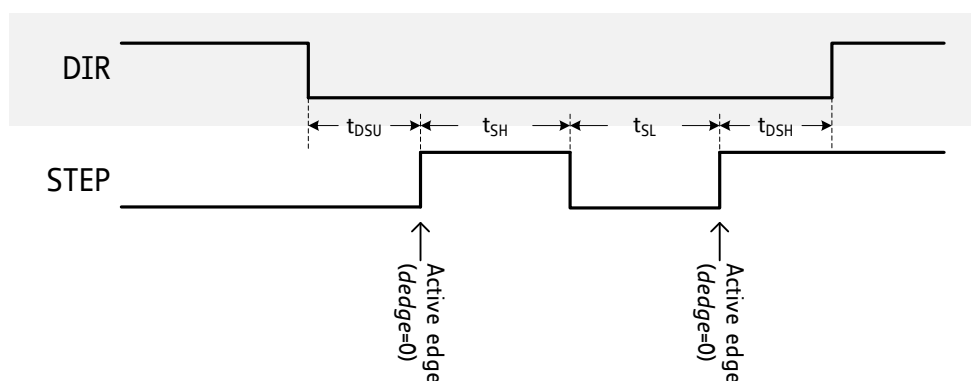 DIR
tDSU
tSH
tSL
tDSH
STEP
Active edge
(dedge=0)
Active edge
(dedge=0)